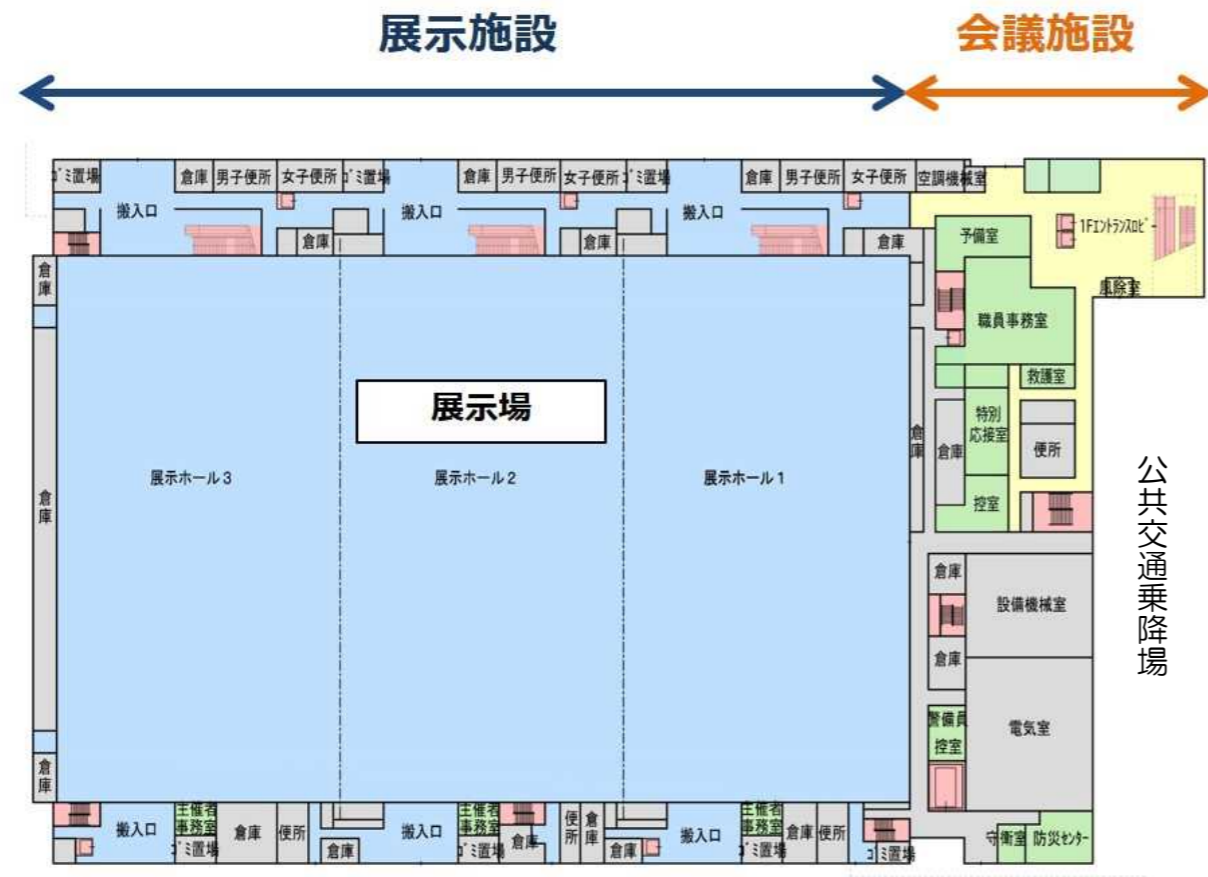 展示施設
会議施設
ゴミ置場
倉庫
男子便所
女子便所
ゴミ置場
倉庫
男子便所
女子便所
ゴミ置場
倉庫
男子便所
女子便所
空調機械室
搬入口
搬入口
搬入口
倉庫
倉庫
倉庫
予備室
1Fエントランスロビー
風除室
倉庫
職員事務室
救護室
展示場
特別
応接室
倉庫
倉庫
便所
展示ホール3
展示ホール2
展示ホール1
控室
倉庫
公共交通乗降場
倉庫
設備機械室
倉庫
警備員
控室
電気室
倉庫
搬入口
主催者
事務室
ゴミ置場
倉庫
便所
倉庫
搬入口
主催者
事務室
ゴミ置場
倉庫
便所
倉庫
倉庫
搬入口
主催者
事務室
ゴミ置場
倉庫
便所
ゴミ置場
守衛室
防災センター